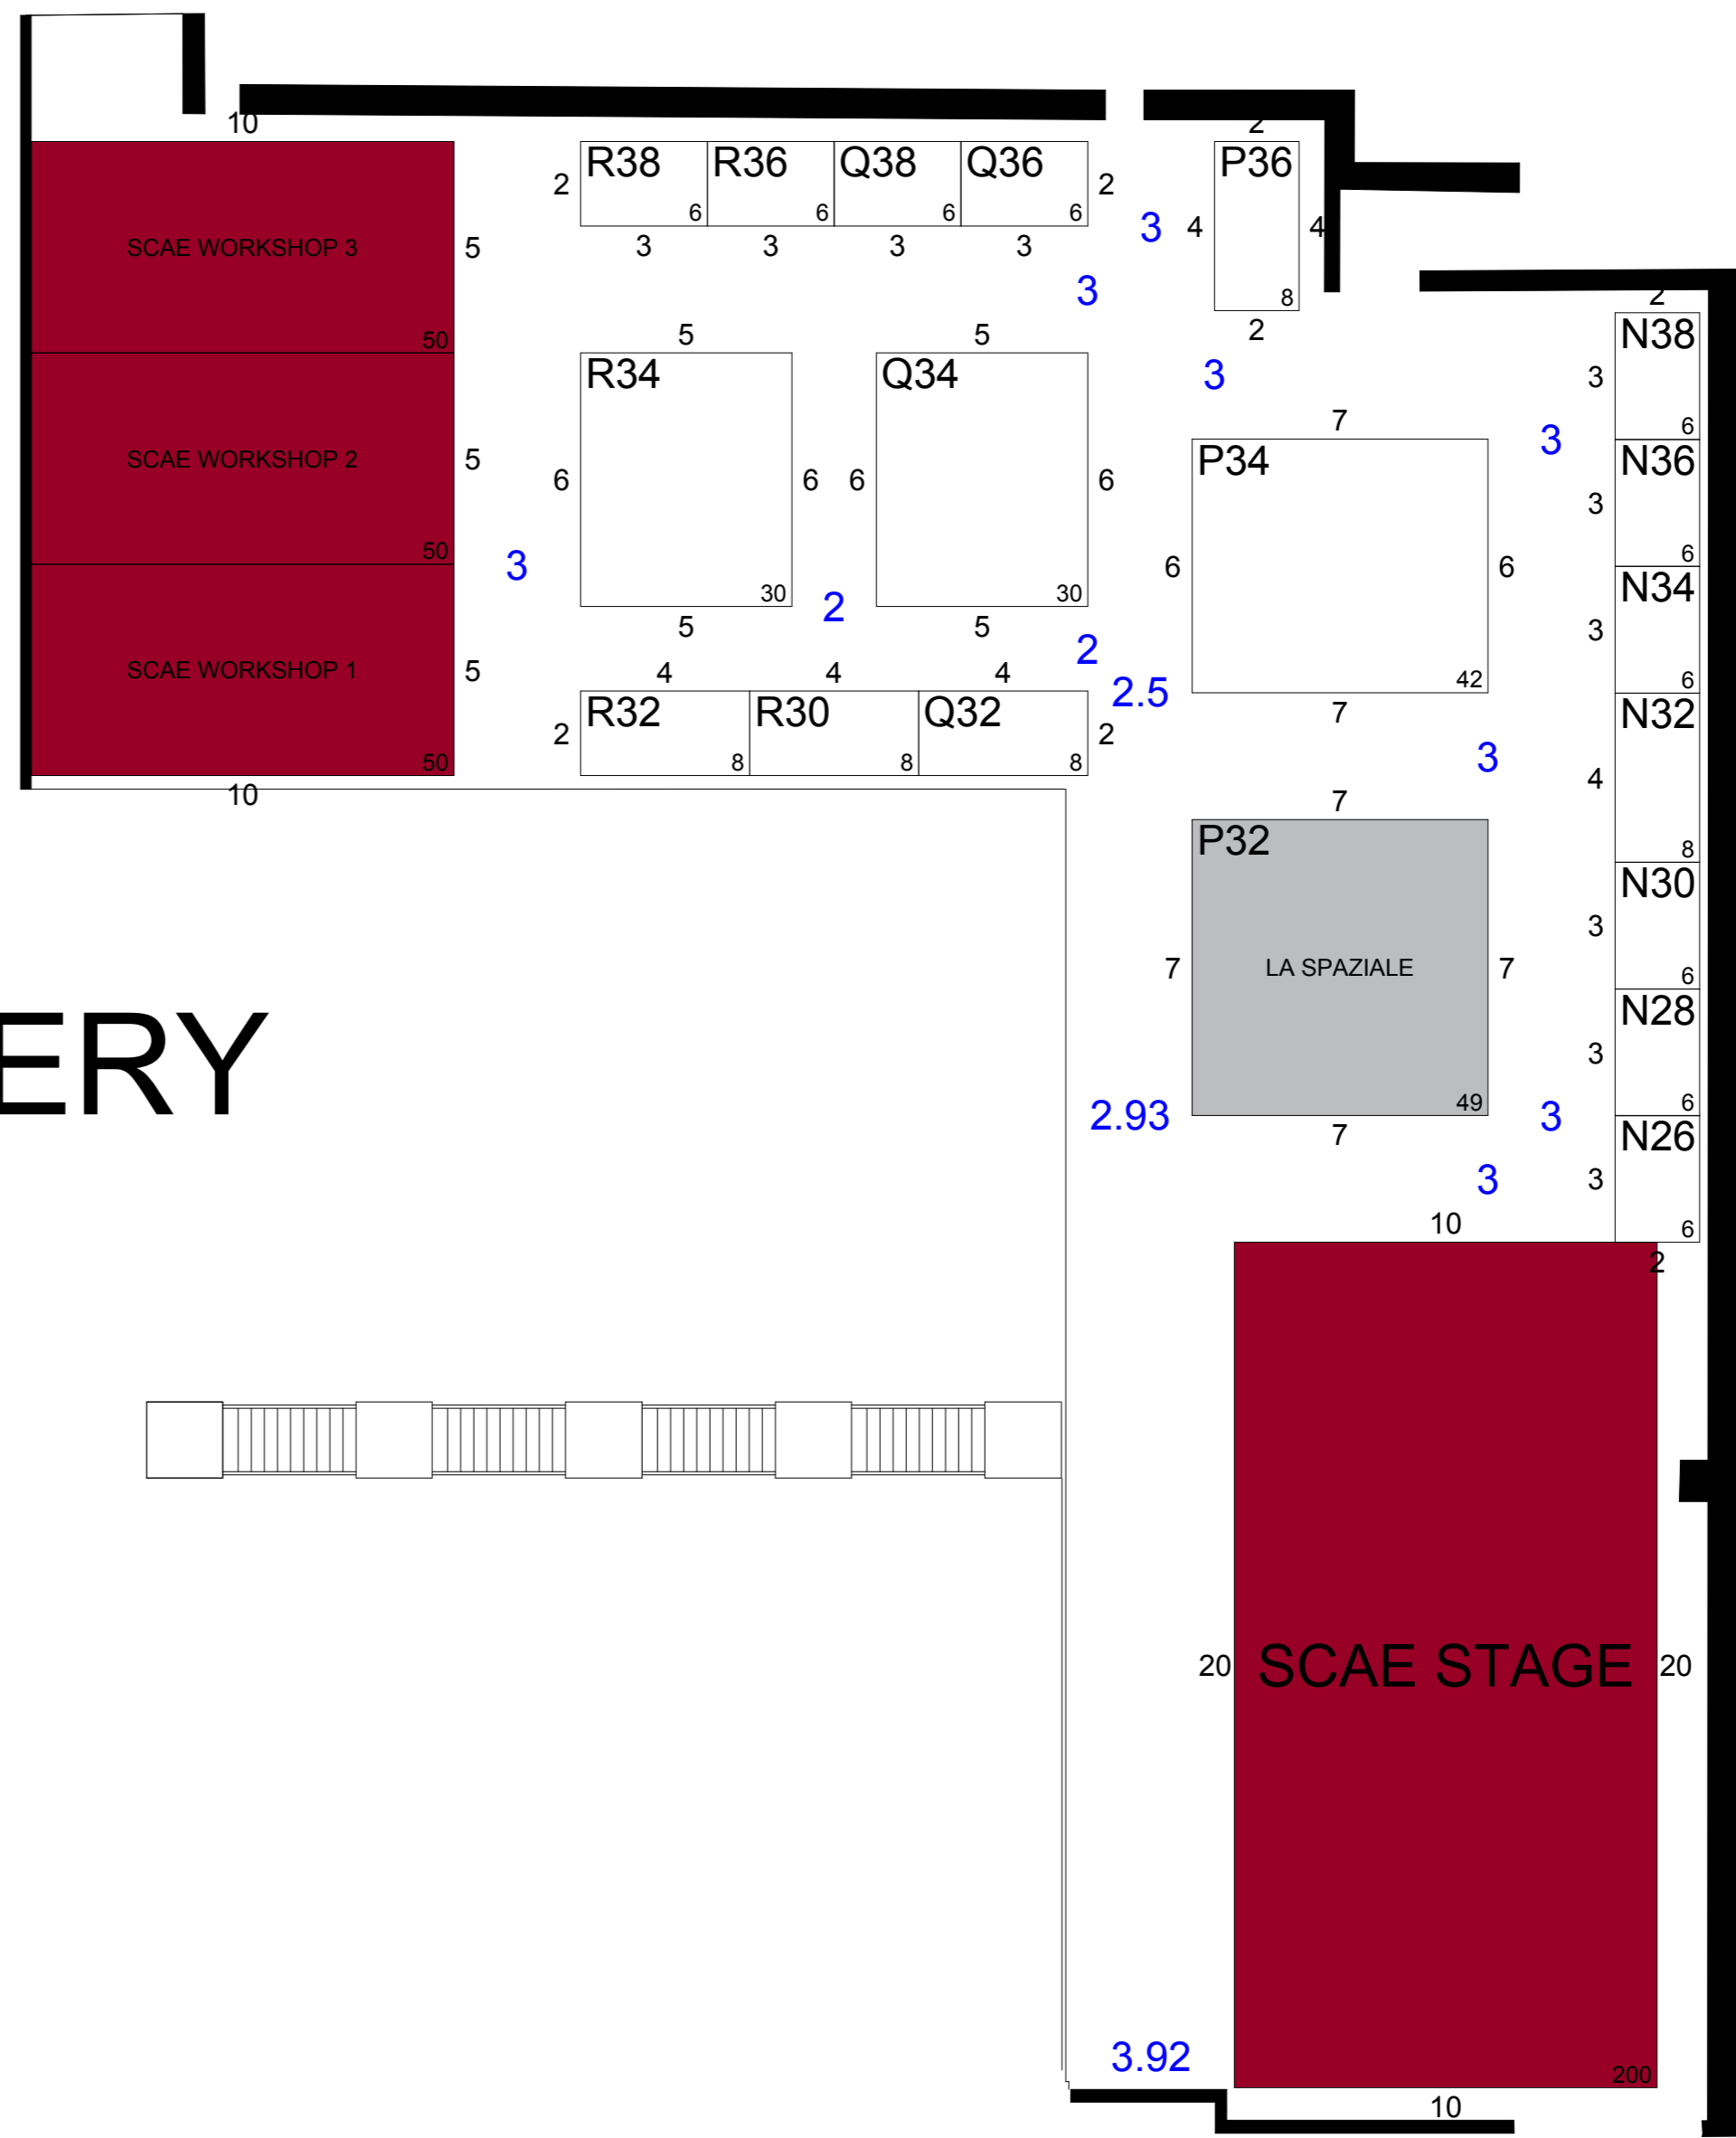 10
2
R38 R36 Q38 Q36 P36
2 2
6 6 6 6
3 4 4
SCAE WORKSHOP 3 5
3 3 3 3
3 8
2
2
50
5 5
N38
R34 Q34
3 3
7 3 6
SCAE WORKSHOP 2 5
P34 N36
6 6 6 6
3
50 6
3 6 6
30 30
2 N34
5 5
3
2
SCAE WORKSHOP 1 5
4 4 4
2.5 42 6
R32 R30 Q32
7 N32
2 2
3
50 8 8 8
4
10
7
P32
8
N30
3
LA SPAZIALE
7 7
6
N28
ERY
3
49 6
2.93 3
7 N26
3 3
10 6
2
20 SCAE STAGE 20
3.92
200
10